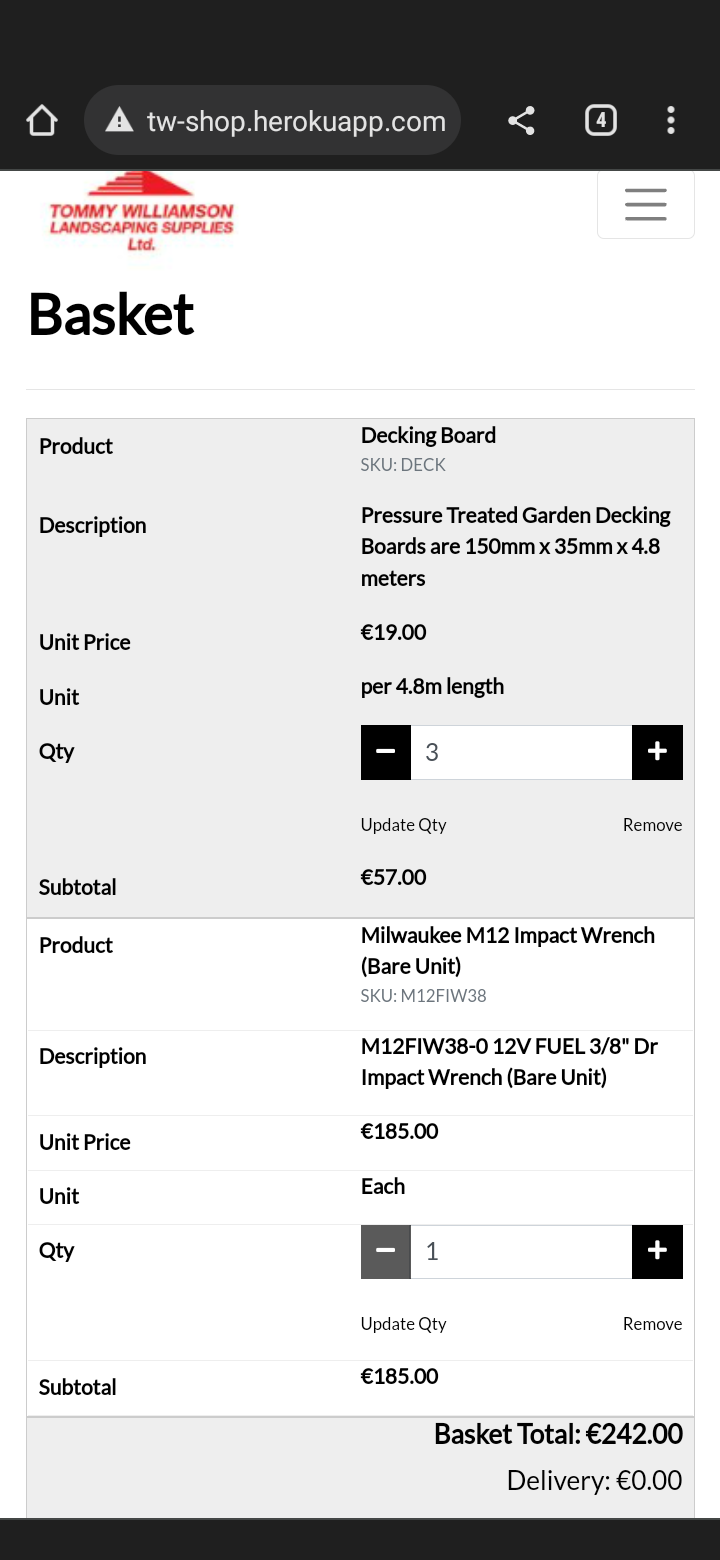 tw-shop.herokuapp.com
4
TOMMY WILLIAMSON
LANDSCAPING SUPPLIES
Ltd.
Basket
Product
Decking Board
SKU: DECK
Description
Pressure Treated Garden Decking
Boards are 150mm x 35mm x 4.8
meters
Unit Price
€19.00
Unit
per 4.8m length
Qty
− 3 +
Update Qty Remove
Subtotal
€57.00
Product
Milwaukee M12 Impact Wrench
(Bare Unit)
SKU: M12FIW38
Description
M12FIW38-0 12V FUEL 3/8" Dr
Impact Wrench (Bare Unit)
Unit Price
€185.00
Unit
Each
Qty
− 1 +
Update Qty Remove
Subtotal
€185.00
Basket Total: €242.00
Delivery: €0.00